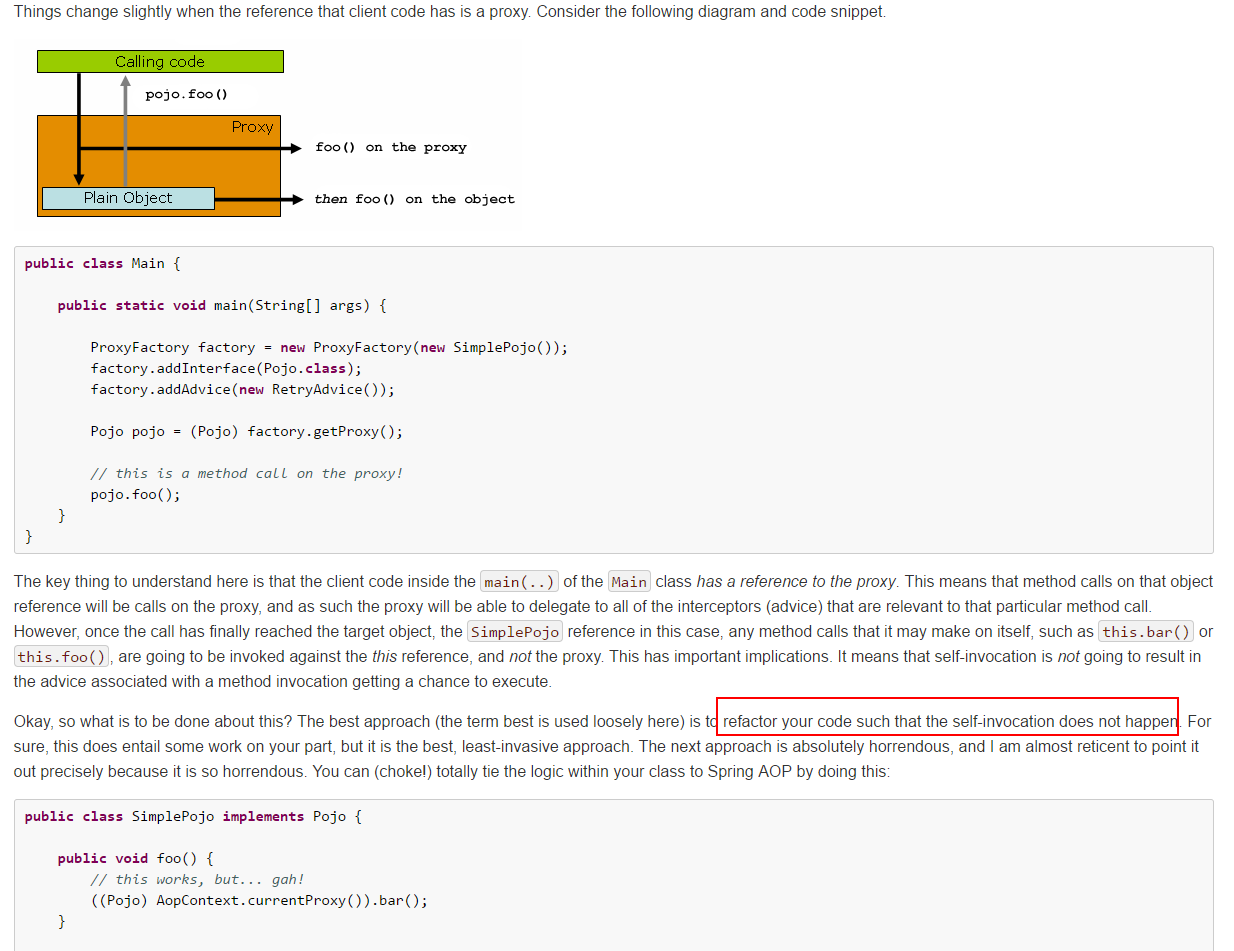 Things change slightly when the reference that client code has is a proxy. Consider the following diagram and code snippet.
Calling code
pojo.foo()
Proxy
foo() on the proxy
Plain Object
then foo() on the object
public class Main {
public static void main(String[] args) {
ProxyFactory factory = new ProxyFactory(new SimplePojo());
factory.addInterface(Pojo.class);
factory.addAdvice(new RetryAdvice());
Pojo pojo = (Pojo) factory.getProxy();
// this is a method call on the proxy!
pojo.foo();
}
}
The key thing to understand here is that the client code inside the main(..) of the Main class has a reference to the proxy. This means that method calls on that object
reference will be calls on the proxy, and as such the proxy will be able to delegate to all of the interceptors (advice) that are relevant to that particular method call.
However, once the call has finally reached the target object, the SimplePojo reference in this case, any method calls that it may make on itself, such as this.bar() or
this.foo(), are going to be invoked against the this reference, and not the proxy. This has important implications. It means that self-invocation is not going to result in
the advice associated with a method invocation getting a chance to execute.
Okay, so what is to be done about this? The best approach (the term best is used loosely here) is to refactor your code such that the self-invocation does not happen. For
sure, this does entail some work on your part, but it is the best, least-invasive approach. The next approach is absolutely horrendous, and I am almost reticent to point it
out precisely because it is so horrendous. You can (choke!) totally tie the logic within your class to Spring AOP by doing this:
public class SimplePojo implements Pojo {
public void foo() {
// this works, but... gah!
((Pojo) AopContext.currentProxy()).bar();
}